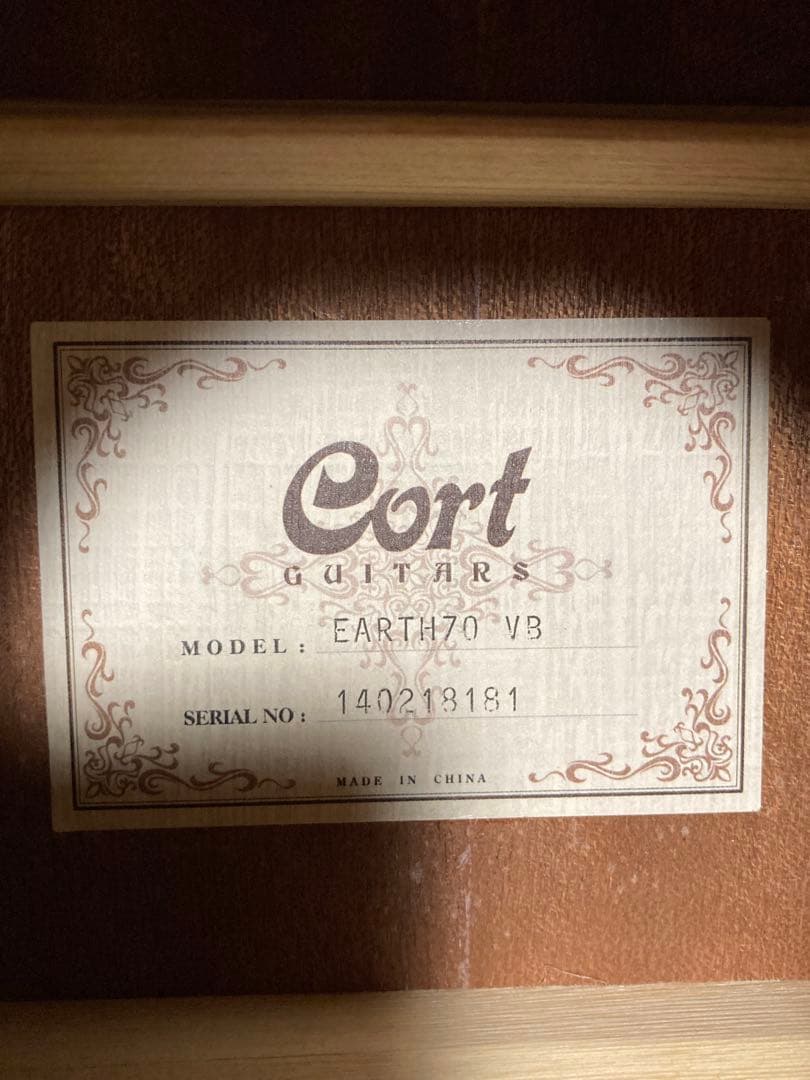 Cort
GUITARS
MODEL: EARTH70 VB
SERIAL NO: 140218181
MADE IN CHINA